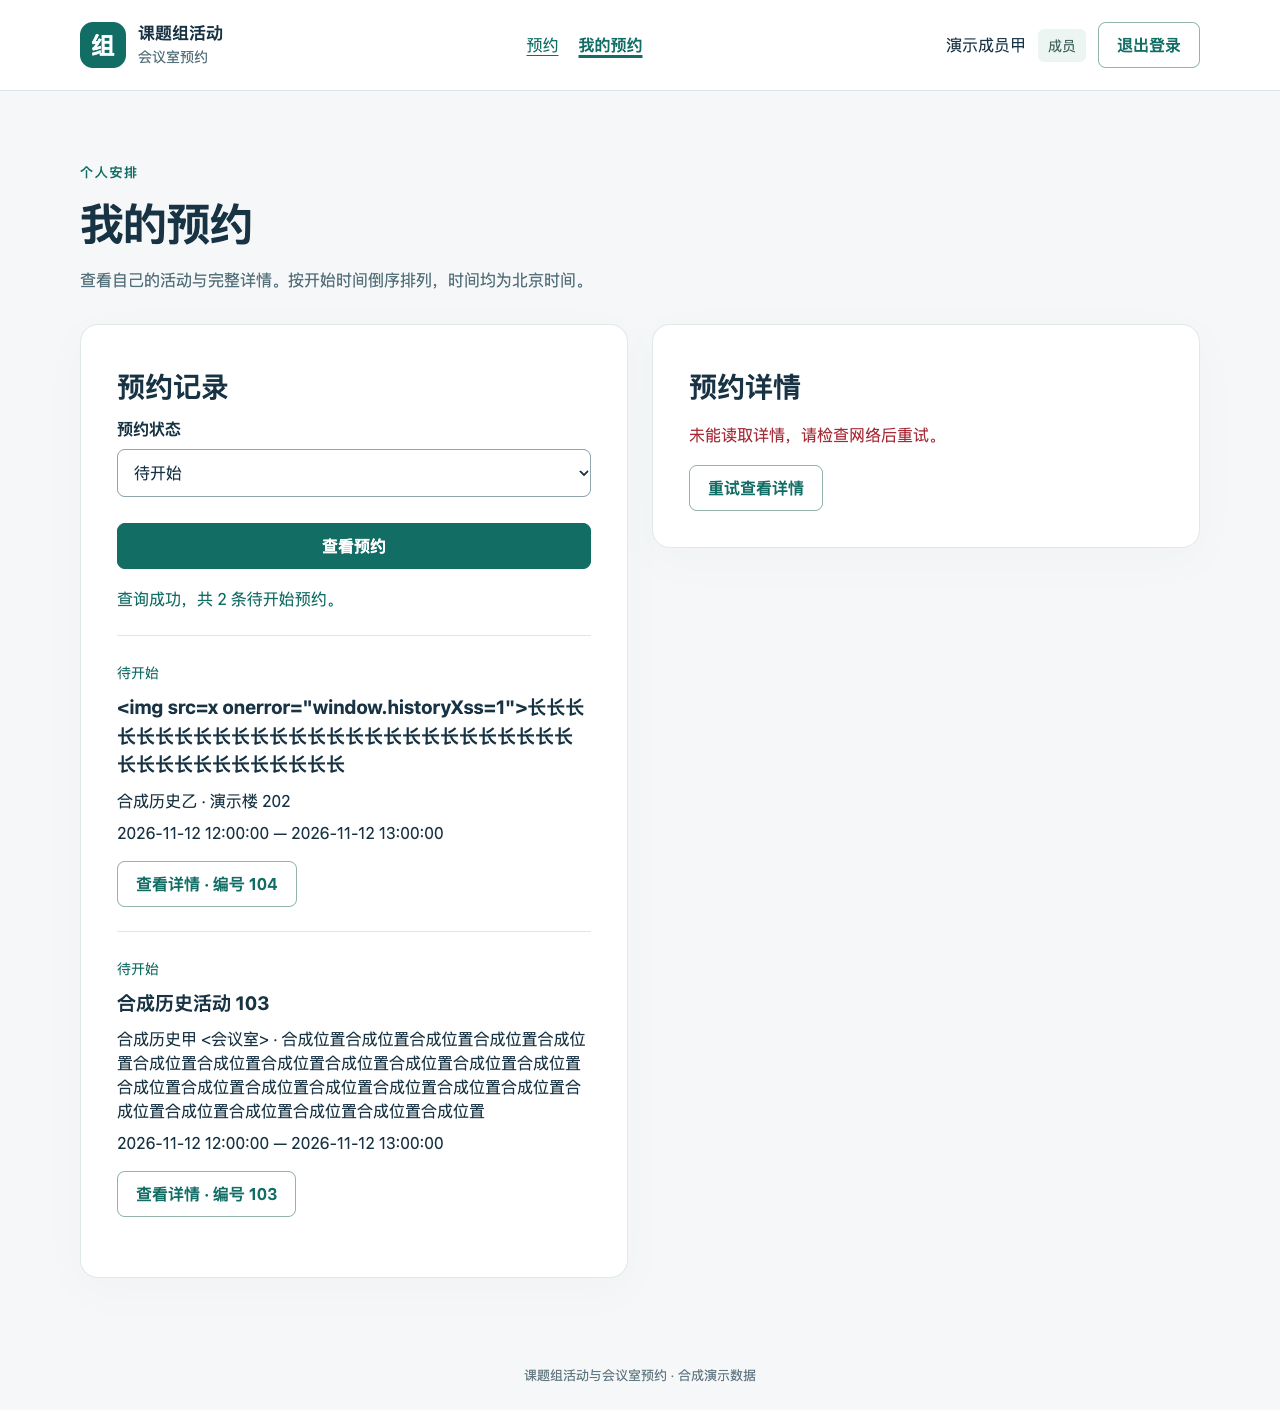 组
课题组活动
会议室预约
预约
我的预约
演示成员甲
成员
退出登录
个人安排
我的预约
查看自己的活动与完整详情。按开始时间倒序排列，时间均为北京时间。
预约记录
预约状态
待开始
查看预约
查询成功，共 2 条待开始预约。
待开始
<img src=x onerror="window.historyXss=1">长长长
长长长长长长长长长长长长长长长长长长长长长长长长
长长长长长长长长长长长长
合成历史乙 · 演示楼 202
2026-11-12 12:00:00 — 2026-11-12 13:00:00
查看详情 · 编号 104
待开始
合成历史活动 103
合成历史甲 <会议室> · 合成位置合成位置合成位置合成位置合成位
置合成位置合成位置合成位置合成位置合成位置合成位置合成位置
合成位置合成位置合成位置合成位置合成位置合成位置合成位置合
成位置合成位置合成位置合成位置合成位置合成位置
2026-11-12 12:00:00 — 2026-11-12 13:00:00
查看详情 · 编号 103
预约详情
未能读取详情，请检查网络后重试。
重试查看详情
课题组活动与会议室预约 · 合成演示数据